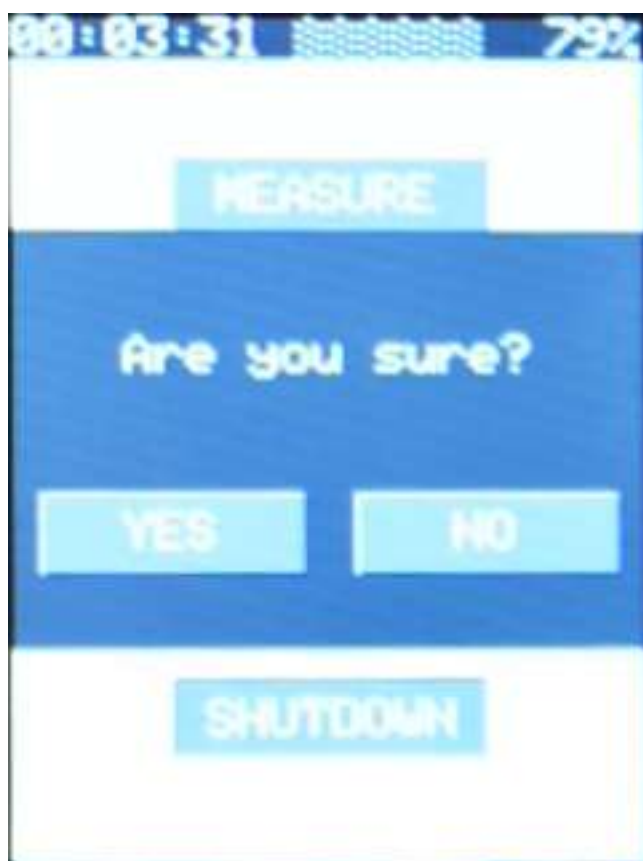 00:03:31 79%
MEASURE
Are you sure?
YES NO
SHUTDOWN